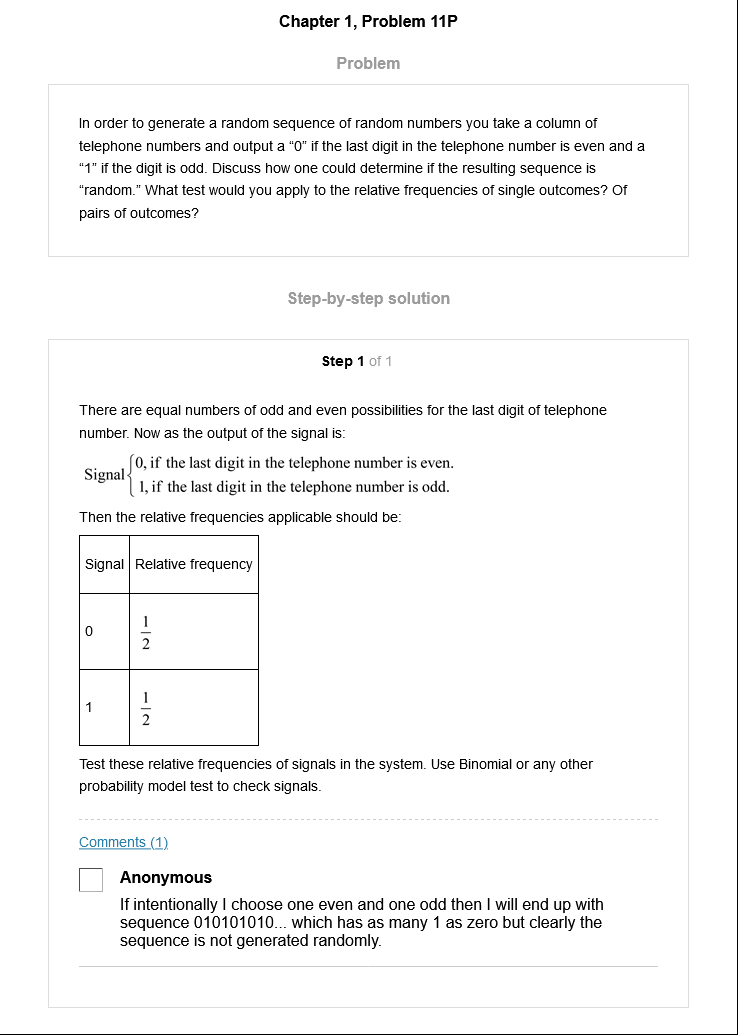 Chapter 1, Problem 11P
Problem
In order to generate a random sequence of random numbers you take a column of
telephone numbers and output a “0” if the last digit in the telephone number is even and a
“1” if the digit is odd. Discuss how one could determine if the resulting sequence is
“random.” What test would you apply to the relative frequencies of single outcomes? Of
pairs of outcomes?
Step-by-step solution
Step 1 of 1
There are equal numbers of odd and even possibilities for the last digit of telephone
number. Now as the output of the signal is:
Signal { 0, if the last digit in the telephone number is even.
1, if the last digit in the telephone number is odd.
Then the relative frequencies applicable should be:
Signal Relative frequency
0 1/2
1 1/2
Test these relative frequencies of signals in the system. Use Binomial or any other
probability model test to check signals.
Comments (1)
Anonymous
If intentionally I choose one even and one odd then I will end up with
sequence 010101010... which has as many 1 as zero but clearly the
sequence is not generated randomly.